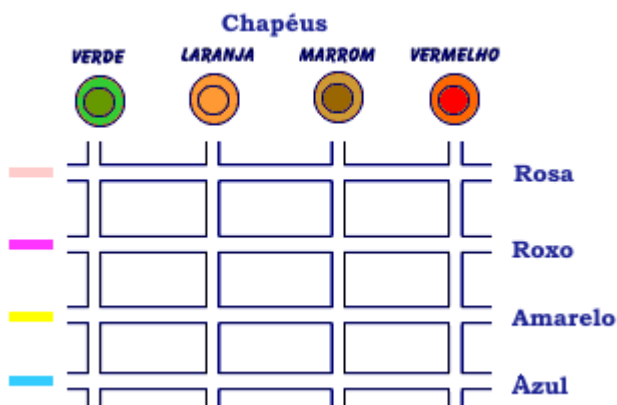 Chapéus
VERDE LARANJA MARROM VERMELHO
Rosa
Roxo
Amarelo
Azul